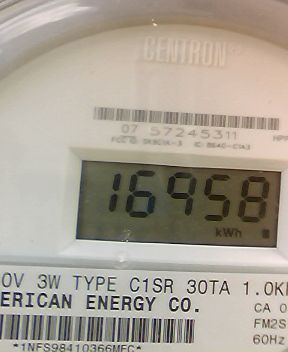 CENTRON®
07 57245311
16958
kWh
0V 3W TYPE C1SR 30TA 1.0K
ERICAN ENERGY CO. CA 0
FM2S
60Hz
*1NFS98410366MFC*